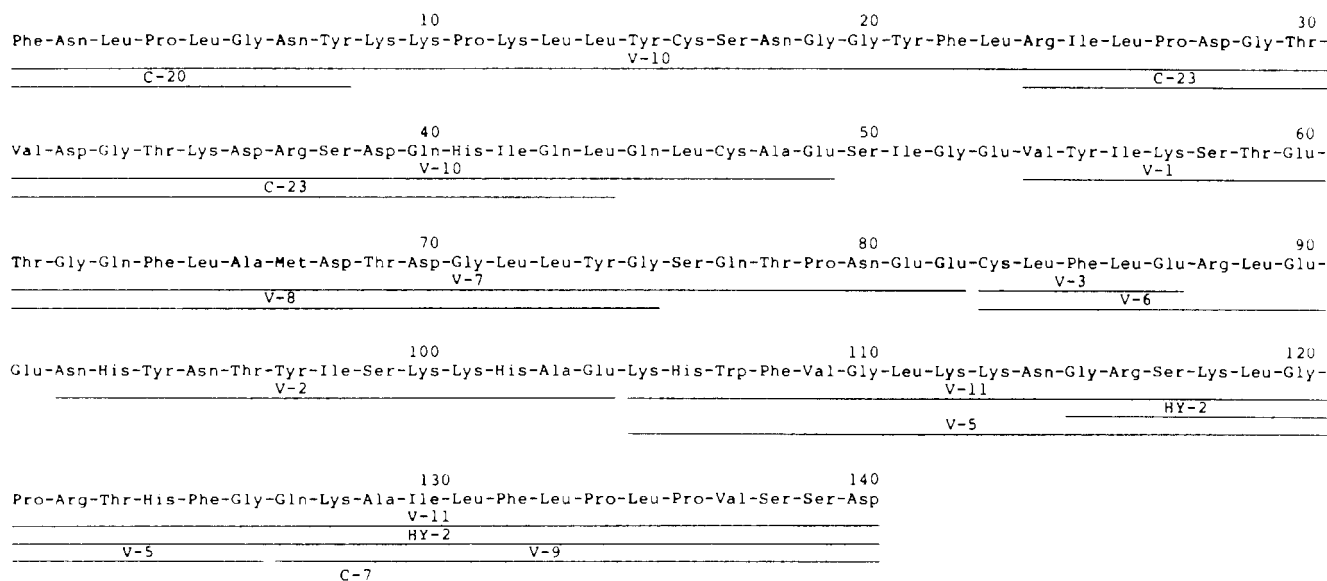 10 20 30
Phe-Asn-Leu-Pro-Leu-Gly-Asn-Tyr-Lys-Lys-Pro-Lys-Leu-Leu-Tyr-Cys-Ser-Asn-Gly-Gly-Tyr-Phe-Leu-Arg-Ile-Leu-Pro-Asp-Gly-Thr-
V-10
C-20 C-23
40 50 60
Val-Asp-Gly-Thr-Lys-Asp-Arg-Ser-Asp-Gln-His-Ile-Gln-Leu-Gln-Leu-Cys-Ala-Glu-Ser-Ile-Gly-Glu-Val-Tyr-Ile-Lys-Ser-Thr-Glu-
V-10 V-1
C-23
70 80 90
Thr-Gly-Gln-Phe-Leu-Ala-Met-Asp-Thr-Asp-Gly-Leu-Leu-Tyr-Gly-Ser-Gln-Thr-Pro-Asn-Glu-Glu-Cys-Leu-Phe-Leu-Glu-Arg-Leu-Glu-
V-7 V-3
V-8 V-6
100 110 120
Glu-Asn-His-Tyr-Asn-Thr-Tyr-Ile-Ser-Lys-Lys-His-Ala-Glu-Lys-His-Trp-Phe-Val-Gly-Leu-Lys-Lys-Asn-Gly-Arg-Ser-Lys-Leu-Gly-
V-2 V-11
HY-2
V-5
130 140
Pro-Arg-Thr-His-Phe-Gly-Gln-Lys-Ala-Ile-Leu-Phe-Leu-Pro-Leu-Pro-Val-Ser-Ser-Asp
V-11
HY-2
V-5 V-9
C-7